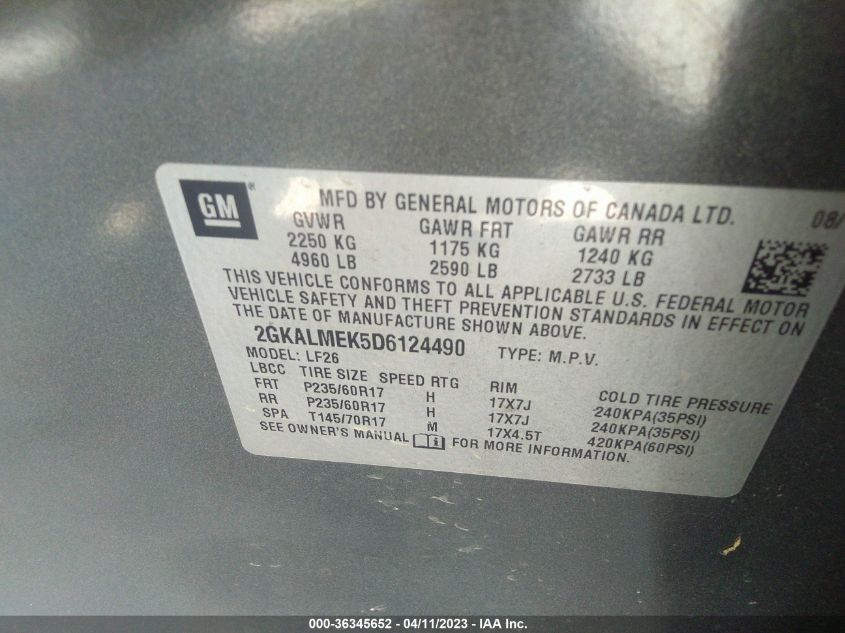 GM ® MFD BY GENERAL MOTORS OF CANADA LTD. 08/
GVWR GAWR FRT GAWR RR
2250 KG 1175 KG 1240 KG
4960 LB 2590 LB 2733 LB
THIS VEHICLE CONFORMS TO ALL APPLICABLE U.S. FEDERAL MOTOR
VEHICLE SAFETY AND THEFT PREVENTION STANDARDS IN EFFECT ON
THE DATE OF MANUFACTURE SHOWN ABOVE.
2GKALMEK5D6124490 TYPE: M.P.V.
MODEL: LF26
LBCC TIRE SIZE SPEED RTG RIM COLD TIRE PRESSURE
FRT P235/60R17 H 17X7J 240KPA(35PSI)
RR P235/60R17 H 17X7J 240KPA(35PSI)
SPA T145/70R17 M 17X4.5T 420KPA(60PSI)
SEE OWNER'S MANUAL FOR MORE INFORMATION.
000-36345652 - 04/11/2023 - IAA Inc.